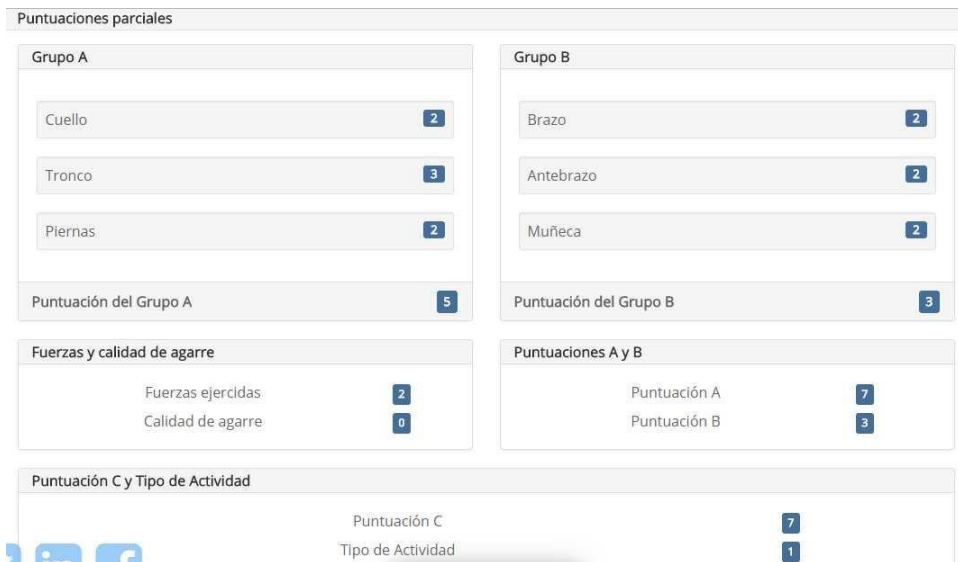 Puntuaciones parciales
Grupo A
Cuello 2
Tronco 3
Piernas 2
Puntuación del Grupo A 5
Grupo B
Brazo 2
Antebrazo 2
Muñeca 2
Puntuación del Grupo B 3
Fuerzas y calidad de agarre
Fuerzas ejercidas 2
Calidad de agarre 0
Puntuaciones A y B
Puntuación A 7
Puntuación B 3
Puntuación C y Tipo de Actividad
Puntuación C 7
Tipo de Actividad 1